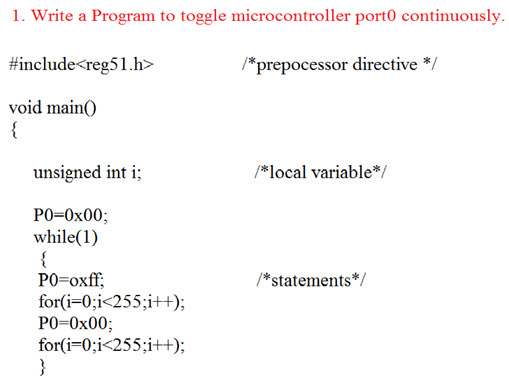 1. Write a Program to toggle microcontroller port0 continuously.
#include<reg51.h> /*prepocessor directive */
void main()
{
unsigned int i; /*local variable*/
P0=0x00;
while(1)
{
P0=oxff; /*statements*/
for(i=0;i<255;i++);
P0=0x00;
for(i=0;i<255;i++);
}